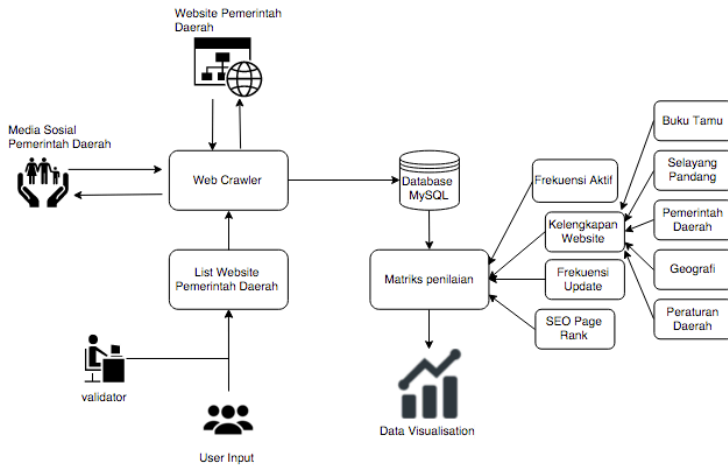 Website Pemerintah
Daerah
Media Sosial
Pemerintah Daerah
Web Crawler
Database
MySQL
Frekuensi Aktif
Buku Tamu
Selayang
Pandang
Kelengkapan
Website
Pemerintah
Daerah
List Website
Pemerintah Daerah
Matriks penilaian
Frekuensi
Update
Geografi
SEO Page
Rank
Peraturan
Daerah
validator
Data Visualisation
User Input